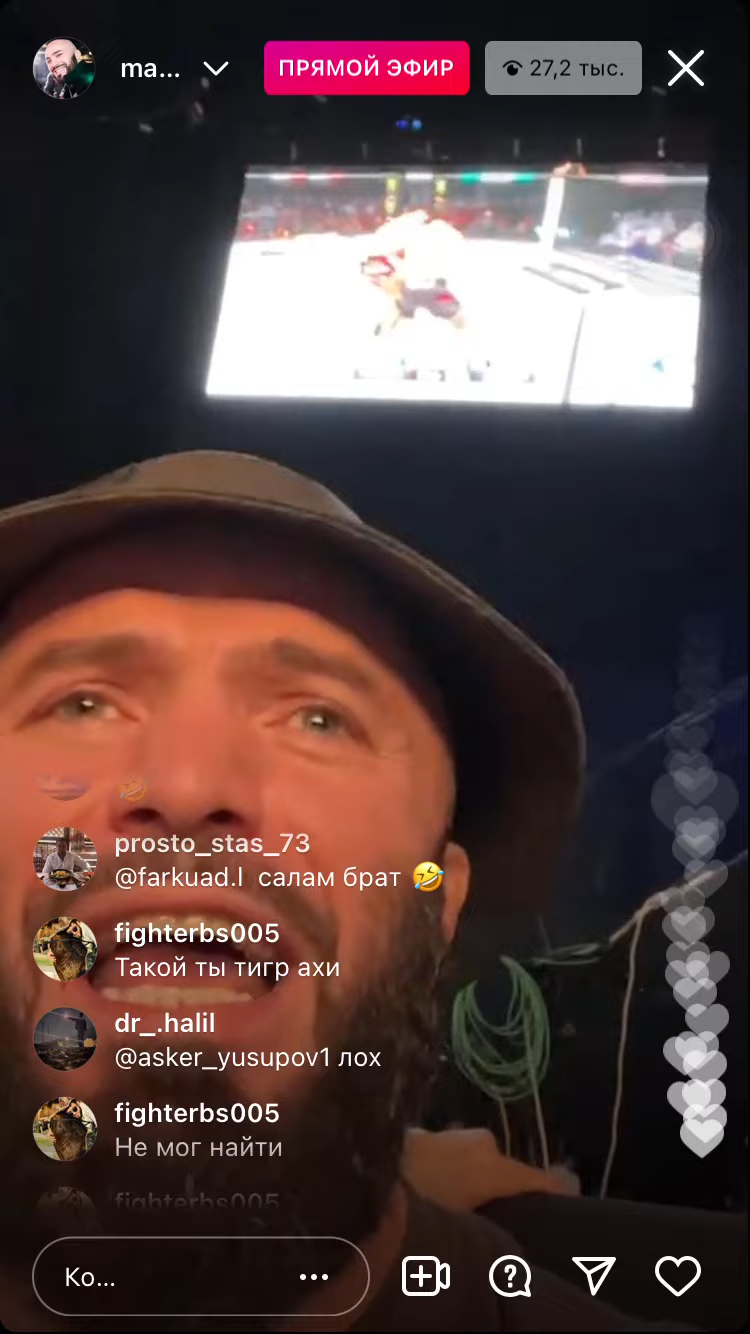 ma...
ПРЯМОЙ ЭФИР
27,2 тыс.
prosto_stas_73
@farkuad.l салам брат 🤣
fighterbs005
Такой ты тигр ахи
dr_.halil
@asker_yusupov1 лох
fighterbs005
Не мог найти
fighterbs005
Ко...